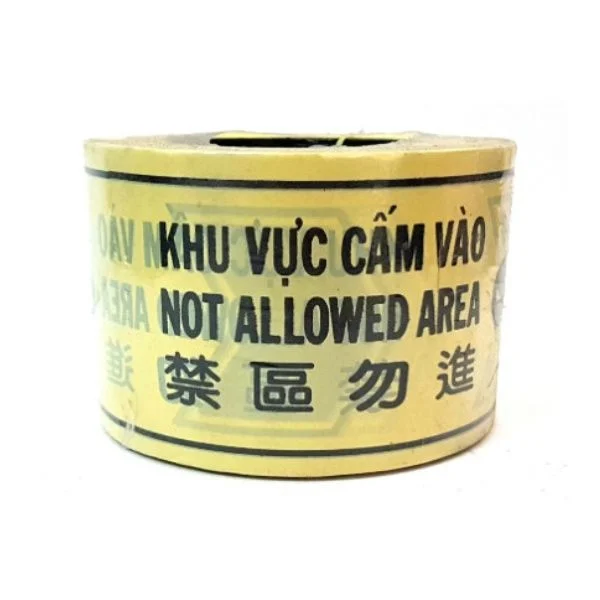 KHU VỰC CẤM VÀO
NOT ALLOWED AREA
禁區勿進